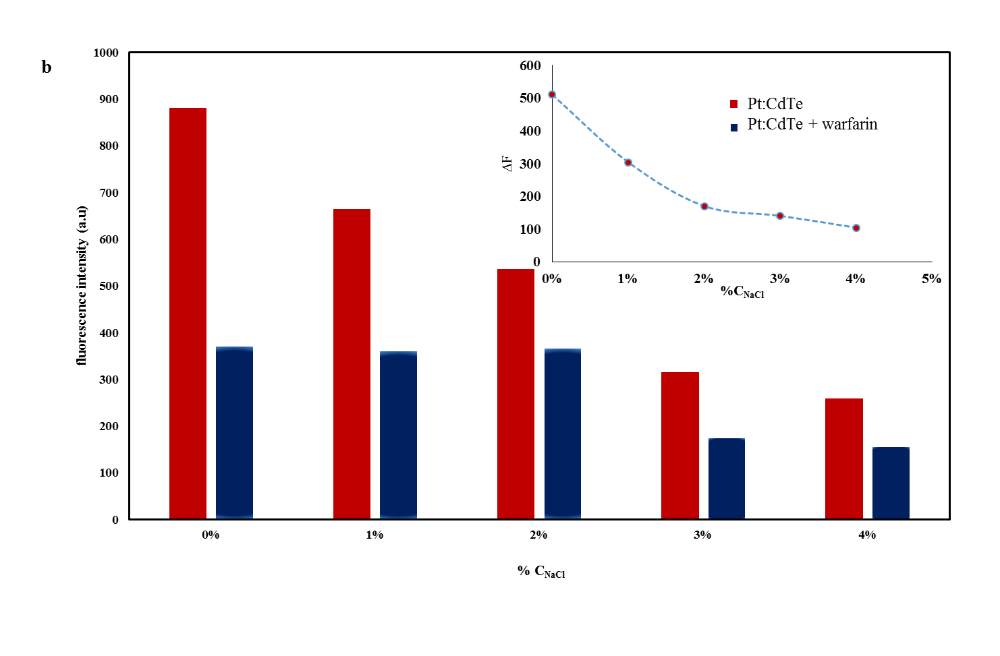 b
fluorescence intensity (a.u)
1000
900
800
700
600
500
400
300
200
100
0
0% 1% 2% 3% 4%
% CNaCl
ΔF
600
500
400
300
200
100
0
0% 1% 2% 3% 4% 5%
%CNaCl
Pt:CdTe
Pt:CdTe + warfarin